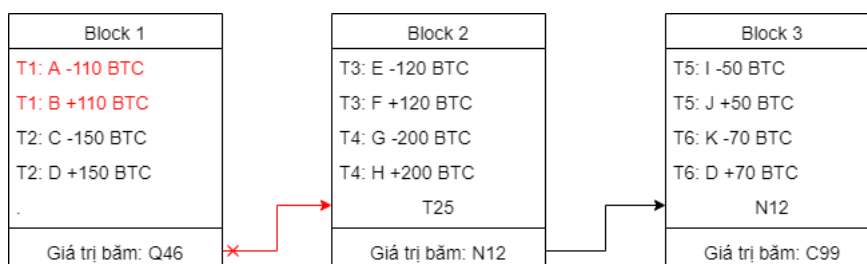 Block 1
T1: A -110 BTC
T1: B +110 BTC
T2: C -150 BTC
T2: D +150 BTC
.
Giá trị băm: Q46
Block 2
T3: E -120 BTC
T3: F +120 BTC
T4: G -200 BTC
T4: H +200 BTC
T25
Giá trị băm: N12
Block 3
T5: I -50 BTC
T5: J +50 BTC
T6: K -70 BTC
T6: D +70 BTC
N12
Giá trị băm: C99